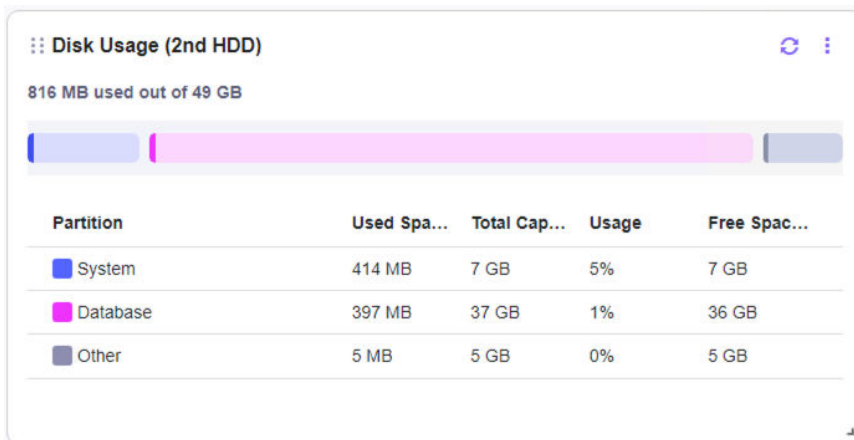 Disk Usage (2nd HDD)
816 MB used out of 49 GB
Partition Used Spa... Total Cap... Usage Free Spac...
System 414 MB 7 GB 5% 7 GB
Database 397 MB 37 GB 1% 36 GB
Other 5 MB 5 GB 0% 5 GB